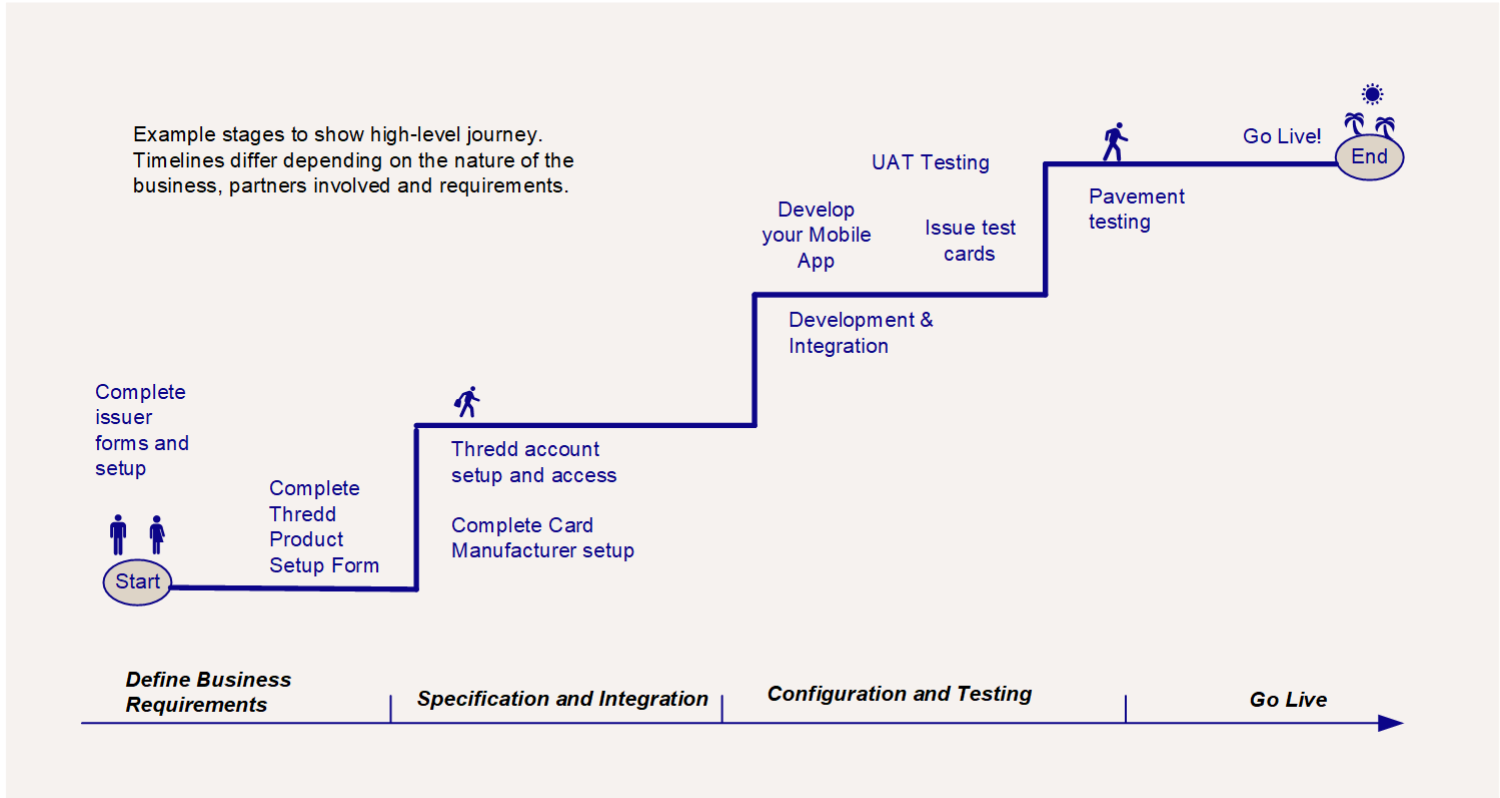 Example stages to show high-level journey.
Timelines differ depending on the nature of the
business, partners involved and requirements.
Go Live!
End
UAT Testing
Pavement
testing
Develop
your Mobile
App
Issue test
cards
Development &
Integration
Complete
issuer
forms and
setup
Start
Complete
Thredd
Product
Setup Form
Thredd account
setup and access
Complete Card
Manufacturer setup
Define Business
Requirements
Specification and Integration
Configuration and Testing
Go Live